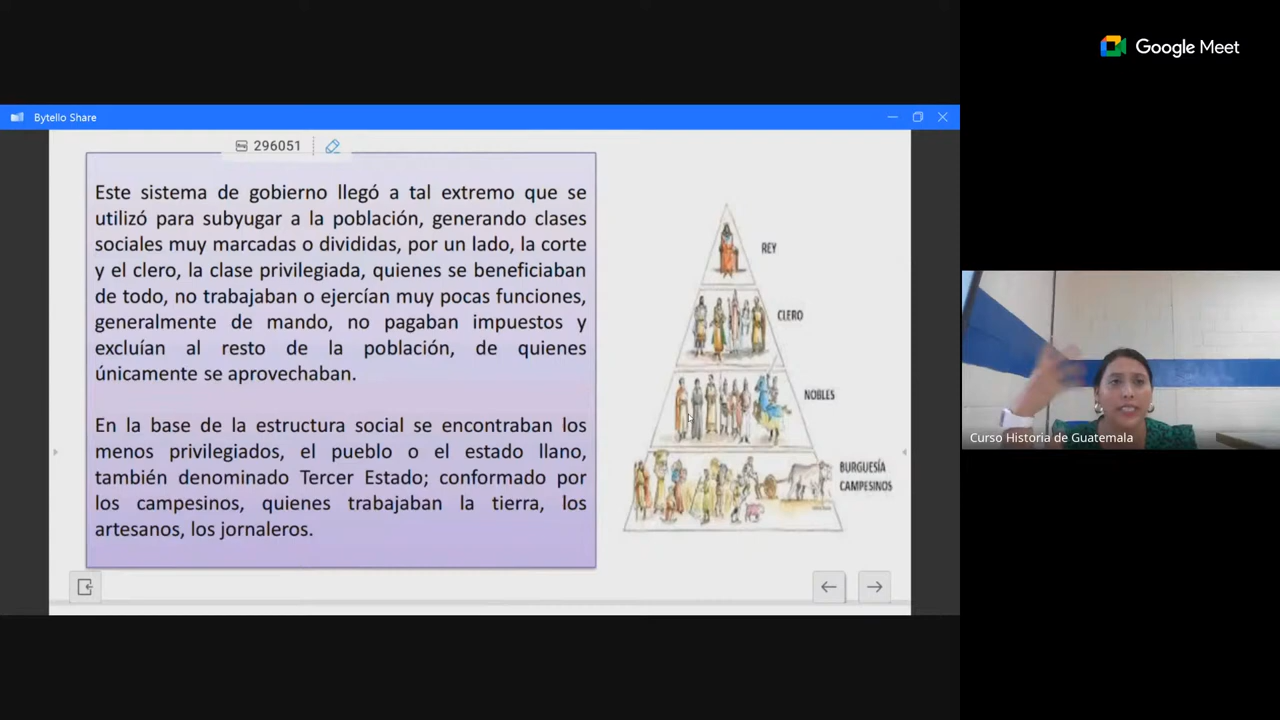 Google Meet
Bytello Share
296051
Este sistema de gobierno llegó a tal extremo que se
utilizó para subyugar a la población, generando clases
sociales muy marcadas o divididas, por un lado, la corte
y el clero, la clase privilegiada, quienes se beneficiaban
de todo, no trabajaban o ejercían muy pocas funciones,
generalmente de mando, no pagaban impuestos y
excluían al resto de la población, de quienes
únicamente se aprovechaban.
En la base de la estructura social se encontraban los
menos privilegiados, el pueblo o el estado llano,
también denominado Tercer Estado; conformado por
los campesinos, quienes trabajaban la tierra, los
artesanos, los jornaleros.
REY
CLERO
NOBLES
BURGUESÍA
CAMPESINOS
Curso Historia de Guatemala